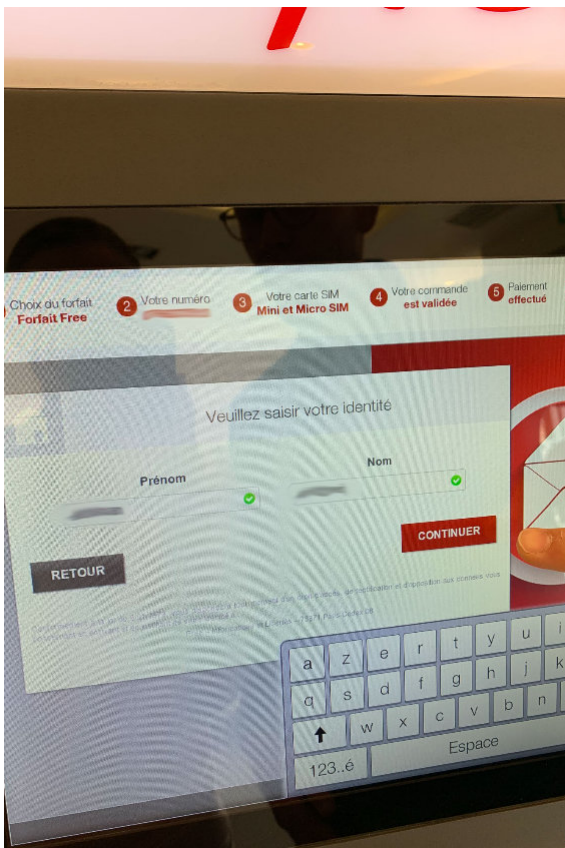 Choix du forfait
Forfait Free
2 Votre numéro
3 Votre carte SIM
Mini et Micro SIM
4 Votre commande
est validée
5 Paiement
effectué
Veuillez saisir votre identité
Prénom
Nom
RETOUR
CONTINUER
a z e r t y u i
q s d f g h j k
w x c v b n
123..é Espace